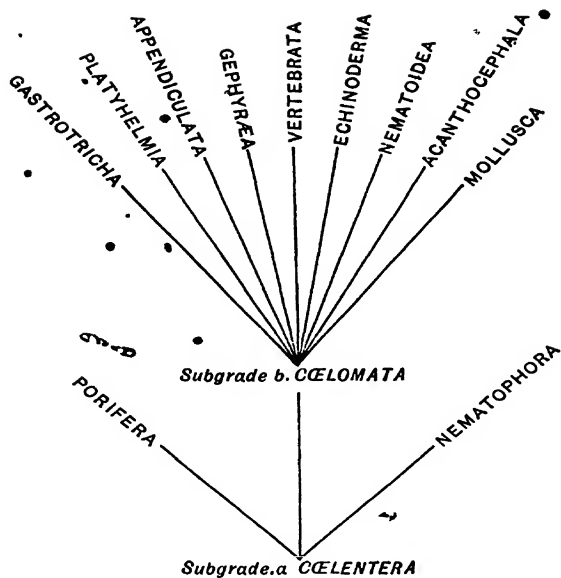 GASTROTRICHA
PLATYHELMIA
APPENDICULATA
GEPHYRÆA
VERTEBRATA
ECHINODERMA
NEMATOIDEA
ACANTHOCEPHALA
MOLLUSCA
Subgrade b. CŒLOMATA
PORIFERA
NEMATOPHORA
Subgrade.a CŒLENTERA